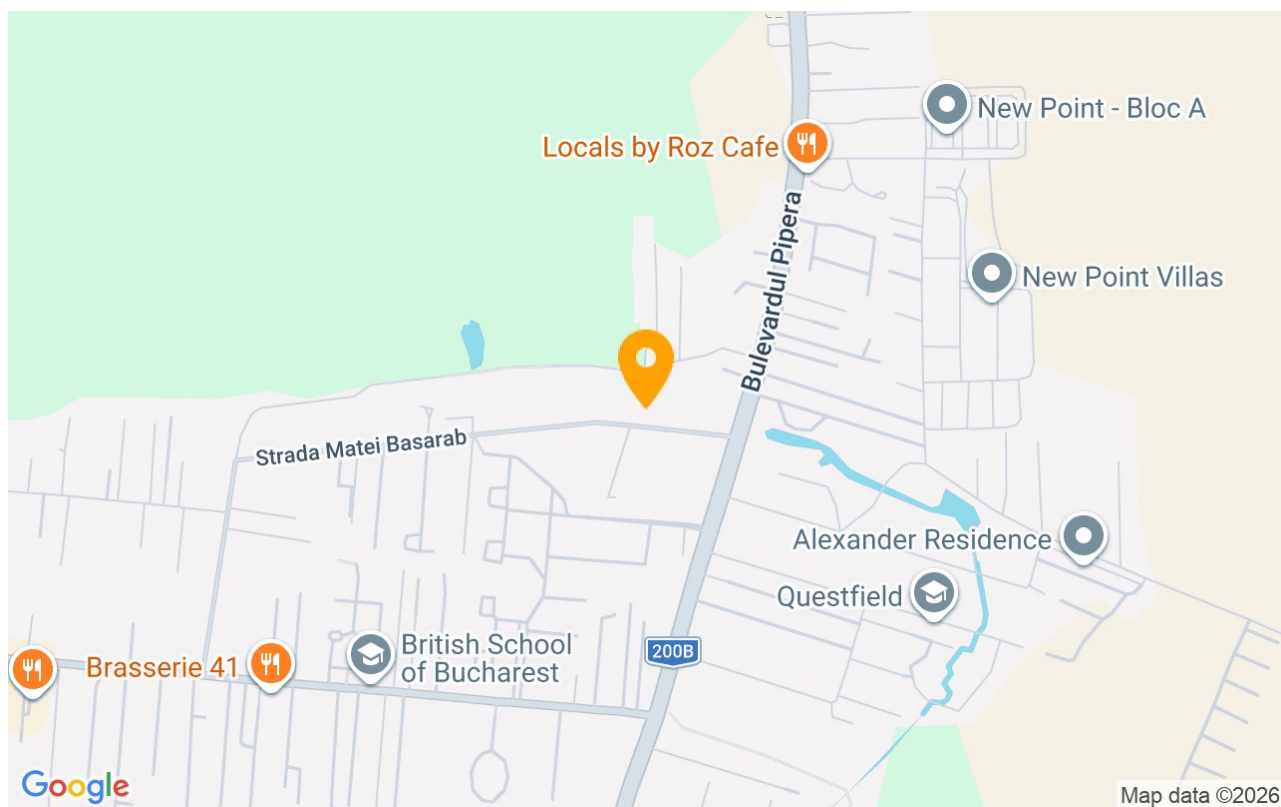 New Point - Bloc A
Locals by Roz Cafe
Bulevardul Pipera
New Point Villas
Strada Matei Basarab
Alexander Residence
Questfield
British School
of Bucharest
200B
Brasserie 41
Google
Map data ©2026